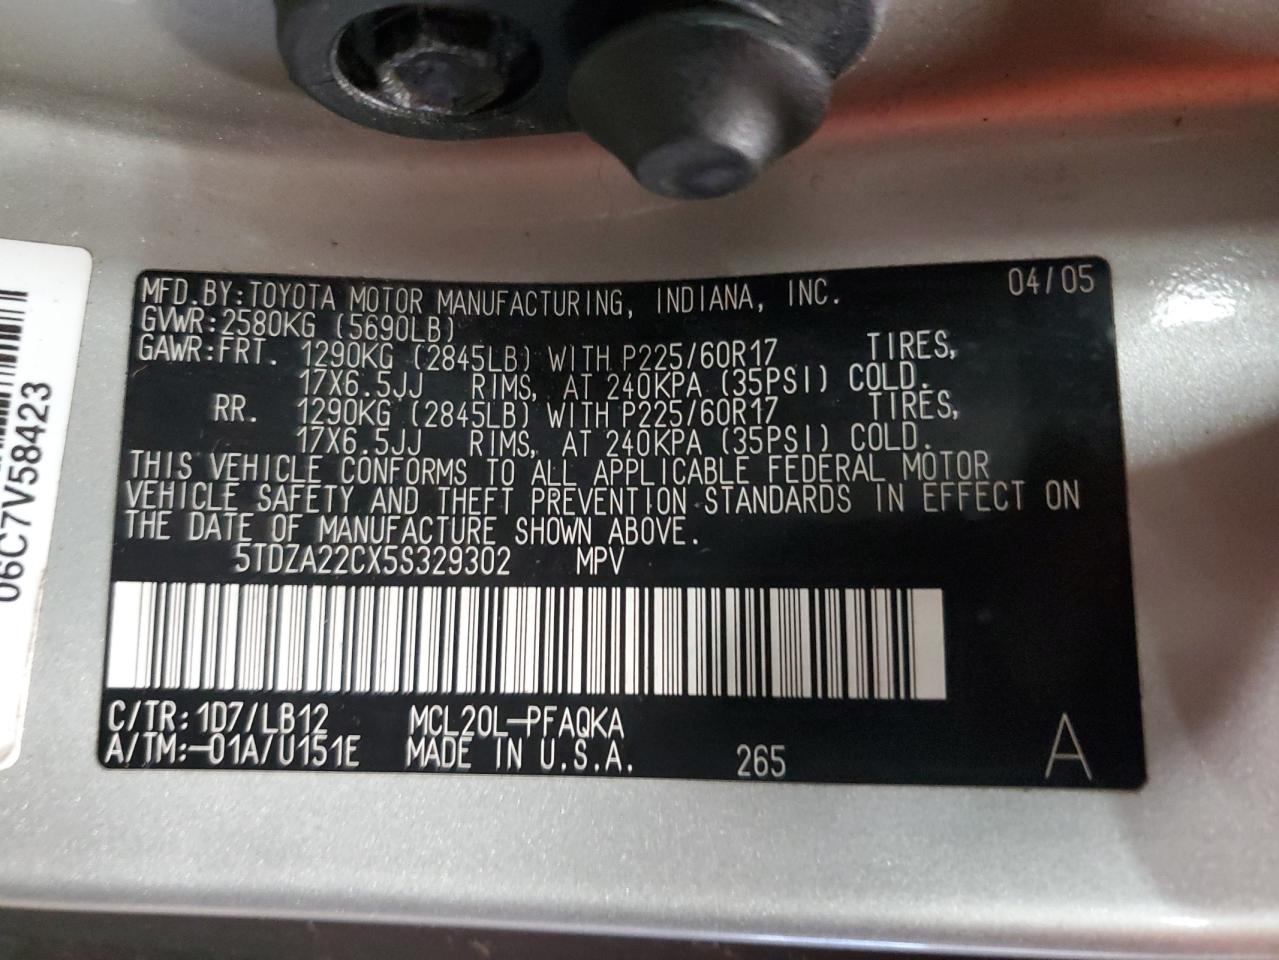 MFD.BY:TOYOTA MOTOR MANUFACTURING, INDIANA, INC. 04/05
GVWR:2580KG (5690LB)
GAWR:FRT. 1290KG (2845LB) WITH P225/60R17 TIRES,
17X6.5JJ RIMS, AT 240KPA (35PSI) COLD.
RR. 1290KG (2845LB) WITH P225/60R17 TIRES,
17X6.5JJ RIMS, AT 240KPA (35PSI) COLD.
THIS VEHICLE CONFORMS TO ALL APPLICABLE FEDERAL MOTOR
VEHICLE SAFETY AND THEFT PREVENTION STANDARDS IN EFFECT ON
THE DATE OF MANUFACTURE SHOWN ABOVE.
5TDZA22CX5S329302 MPV
C/TR:1D7/LB12 MCL20L-PFAQKA
A/TM:-01A/U151E MADE IN U.S.A. 265 A
06C7V58423